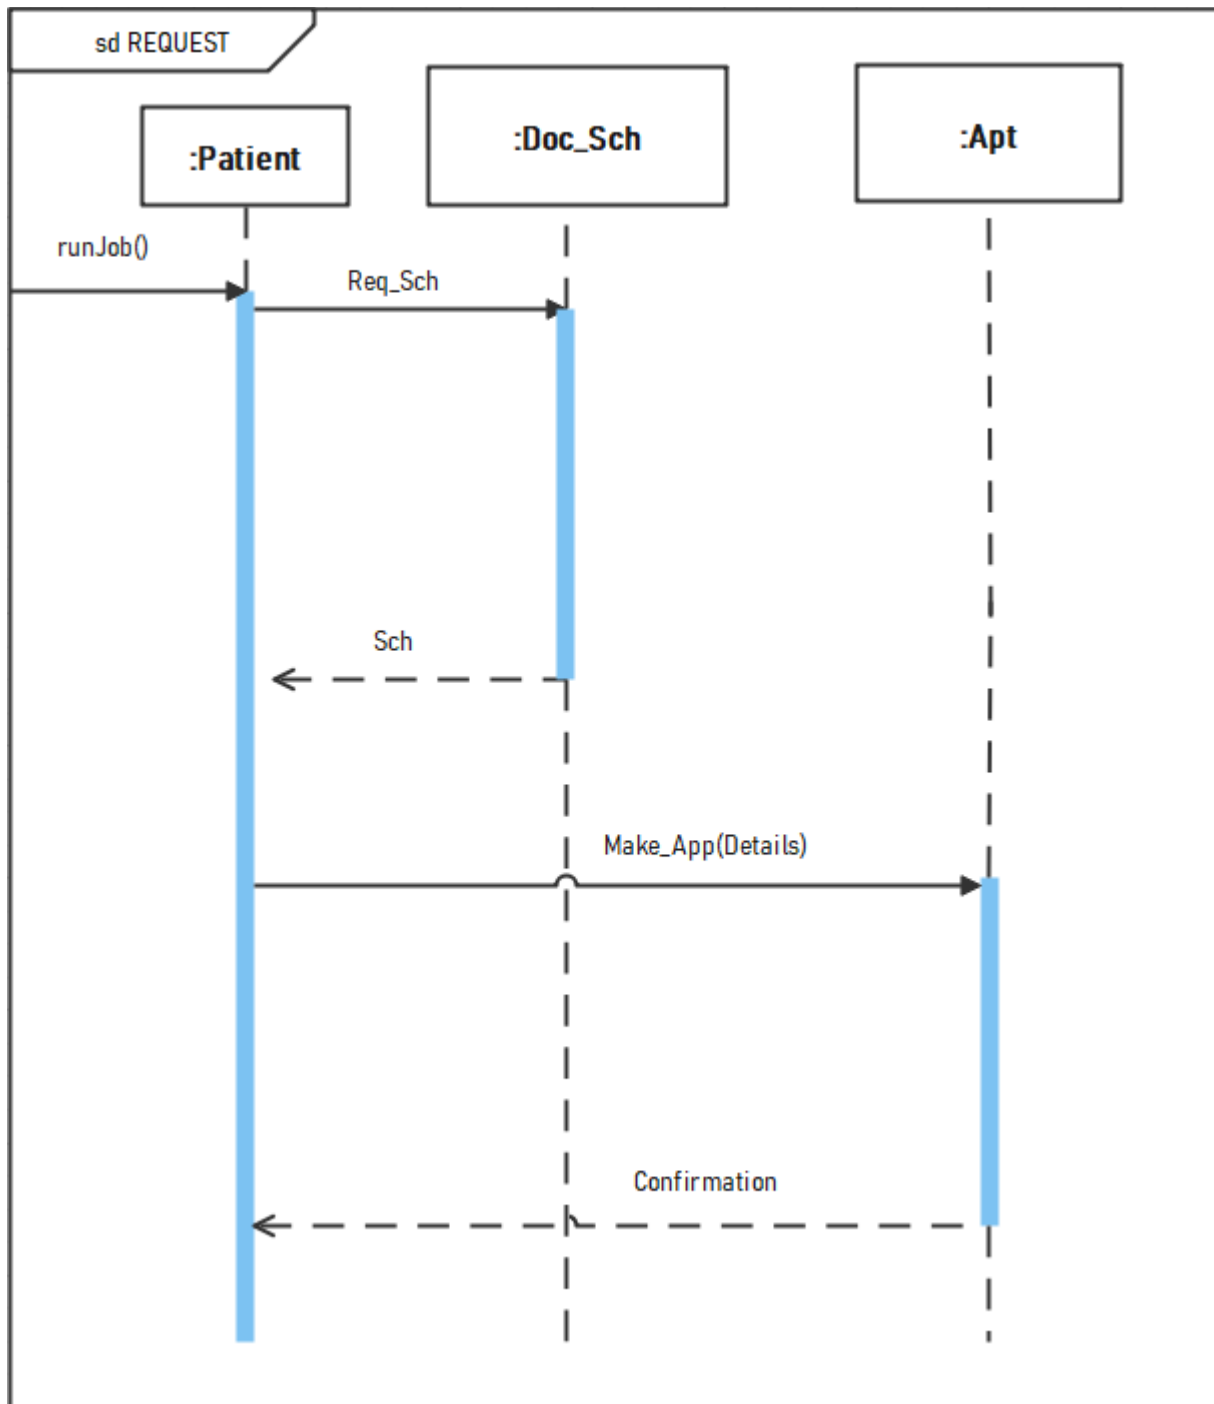 sd REQUEST
:Patient
:Doc_Sch
:Apt
runJob()
Req_Sch
Sch
Make_App(Details)
Confirmation